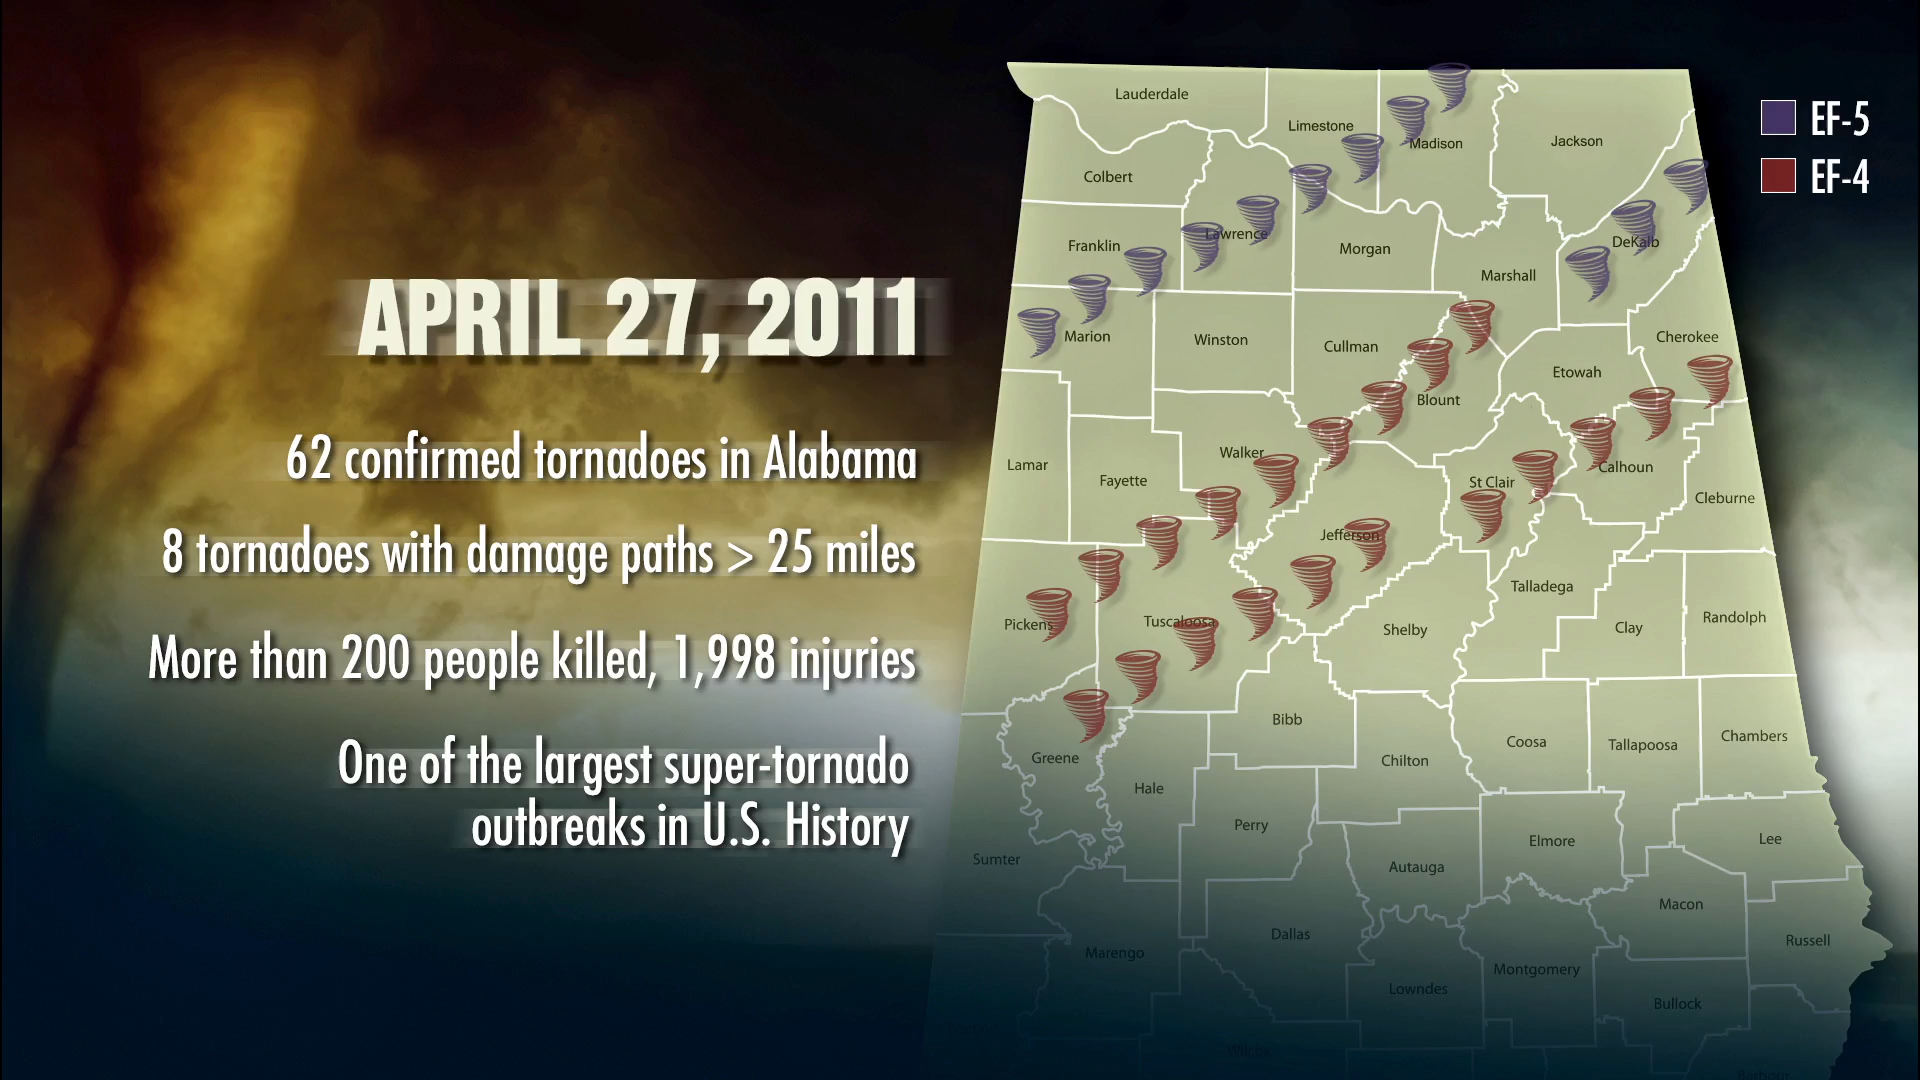 APRIL 27, 2011
62 confirmed tornadoes in Alabama
8 tornadoes with damage paths > 25 miles
More than 200 people killed, 1,998 injuries
One of the largest super-tornado
outbreaks in U.S. History
EF-5
EF-4
Lauderdale
Limestone
Madison
Jackson
Colbert
Franklin
Lawrence
Morgan
Marshall
DeKalb
Marion
Winston
Cullman
Blount
Etowah
Cherokee
Lamar
Fayette
Walker
Jefferson
St Clair
Calhoun
Cleburne
Pickens
Tuscaloosa
Shelby
Talladega
Clay
Randolph
Greene
Hale
Bibb
Chilton
Coosa
Tallapoosa
Chambers
Sumter
Perry
Autauga
Elmore
Lee
Marengo
Dallas
Lowndes
Montgomery
Macon
Russell
Bullock
Wilcox
Barbour